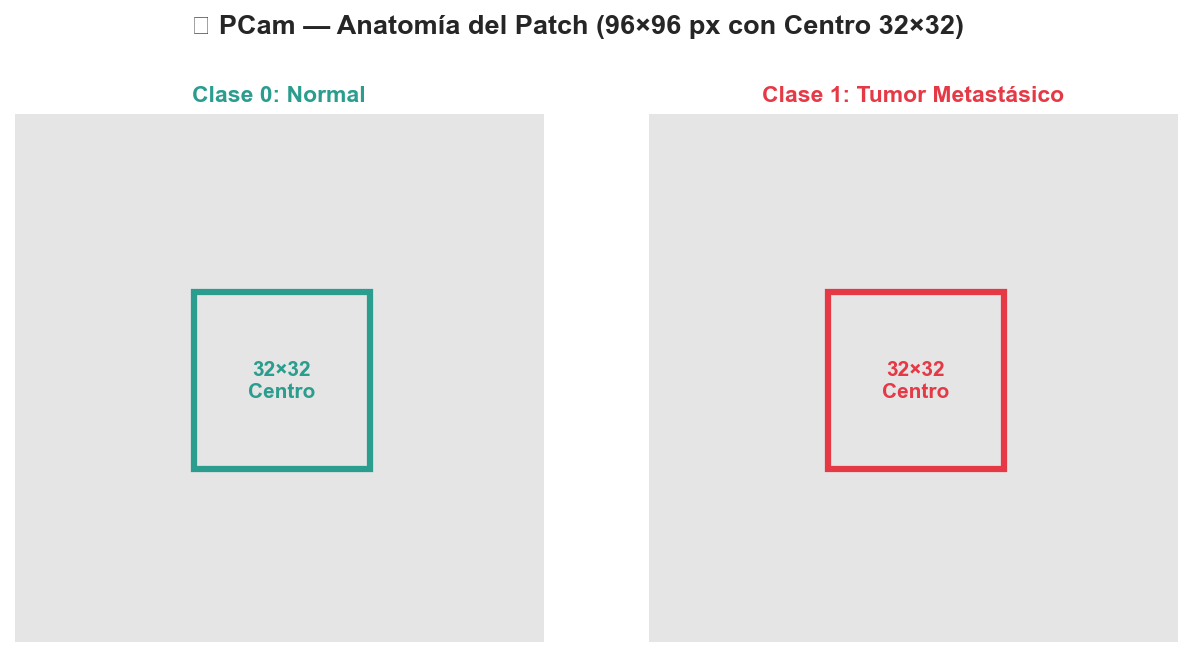 PCam — Anatomía del Patch (96×96 px con Centro 32×32)
Clase 0: Normal
Clase 1: Tumor Metastásico
32×32
Centro
32×32
Centro